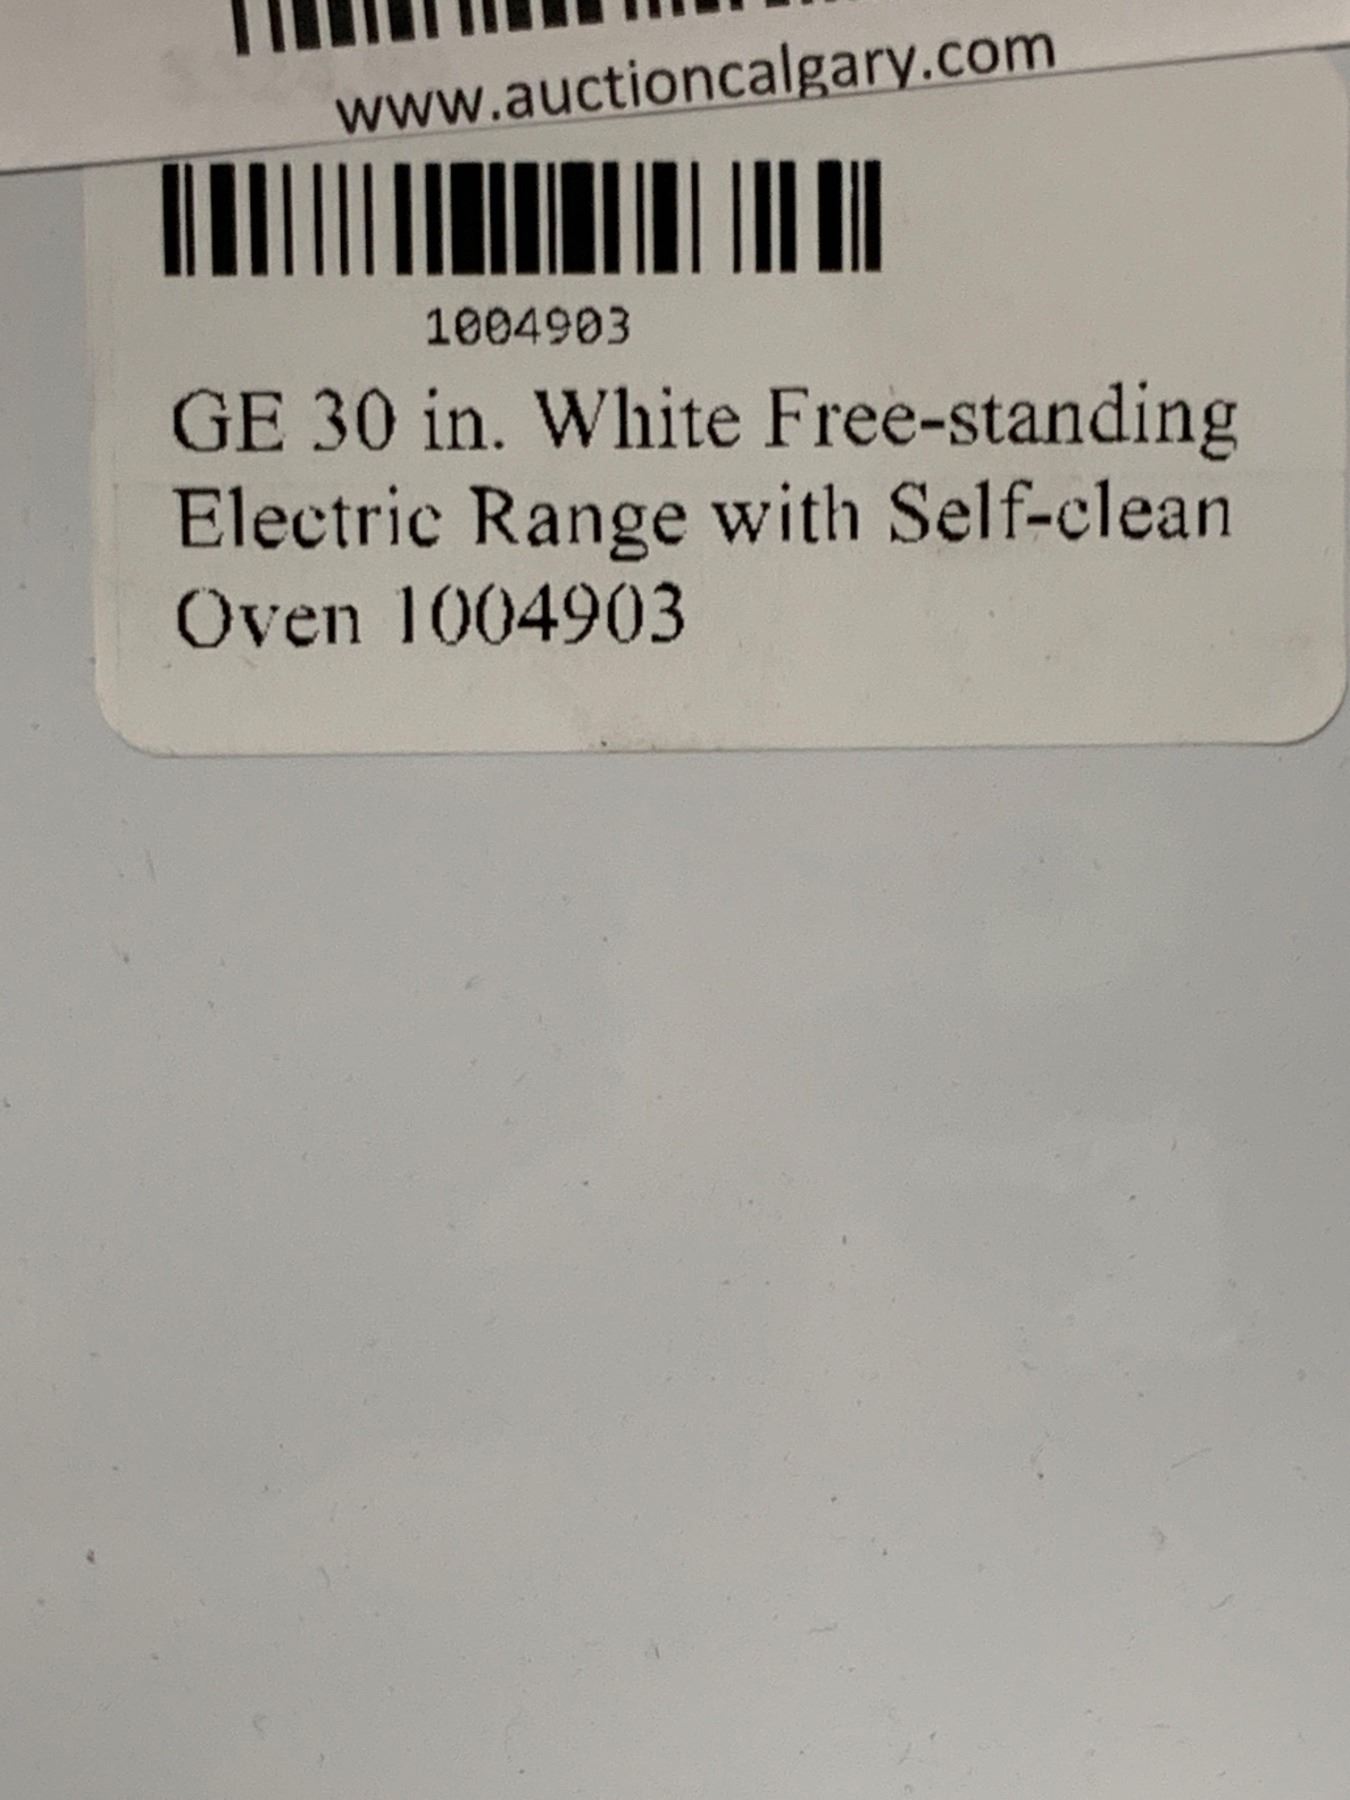 www.auctioncalgary.com
1004903
GE 30 in. White Free-standing
Electric Range with Self-clean
Oven 1004903